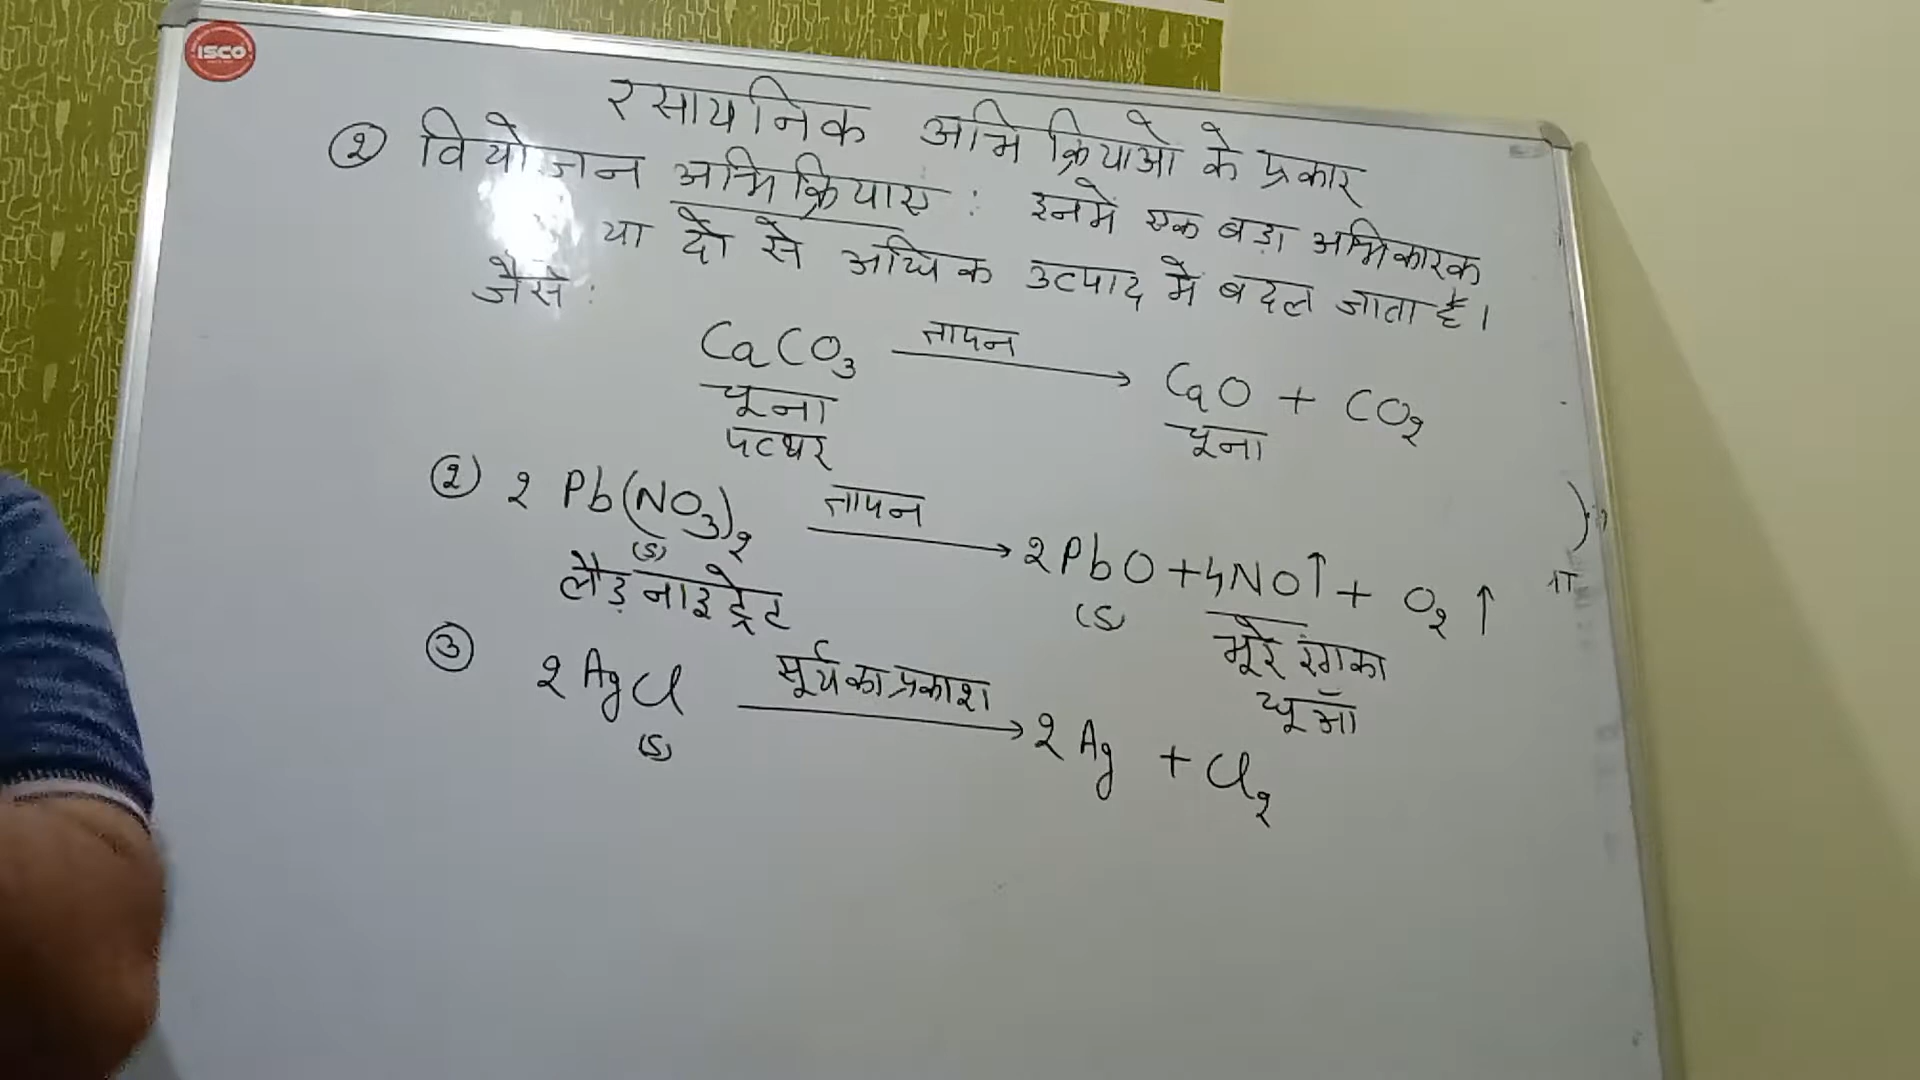 ISCO
रसायनिक अभिक्रियाओं के प्रकार
② वियोजन अभिक्रियाए : इनमें एक बड़ा अभिकारक
या दो से अधिक उत्पाद में बदल जाता है।
जैसे :
CaCO₃ तापन → CaO + CO₂
चूना चूना
पत्थर
② 2 Pb(NO₃)₂ तापन → 2PbO + 4NO↑ + O₂ ↑
(s) (s)
लैड नाइट्रेट भूरे रंग का
धूआँ
③ 2AgCl सूर्य का प्रकाश → 2Ag + Cl₂
(s)